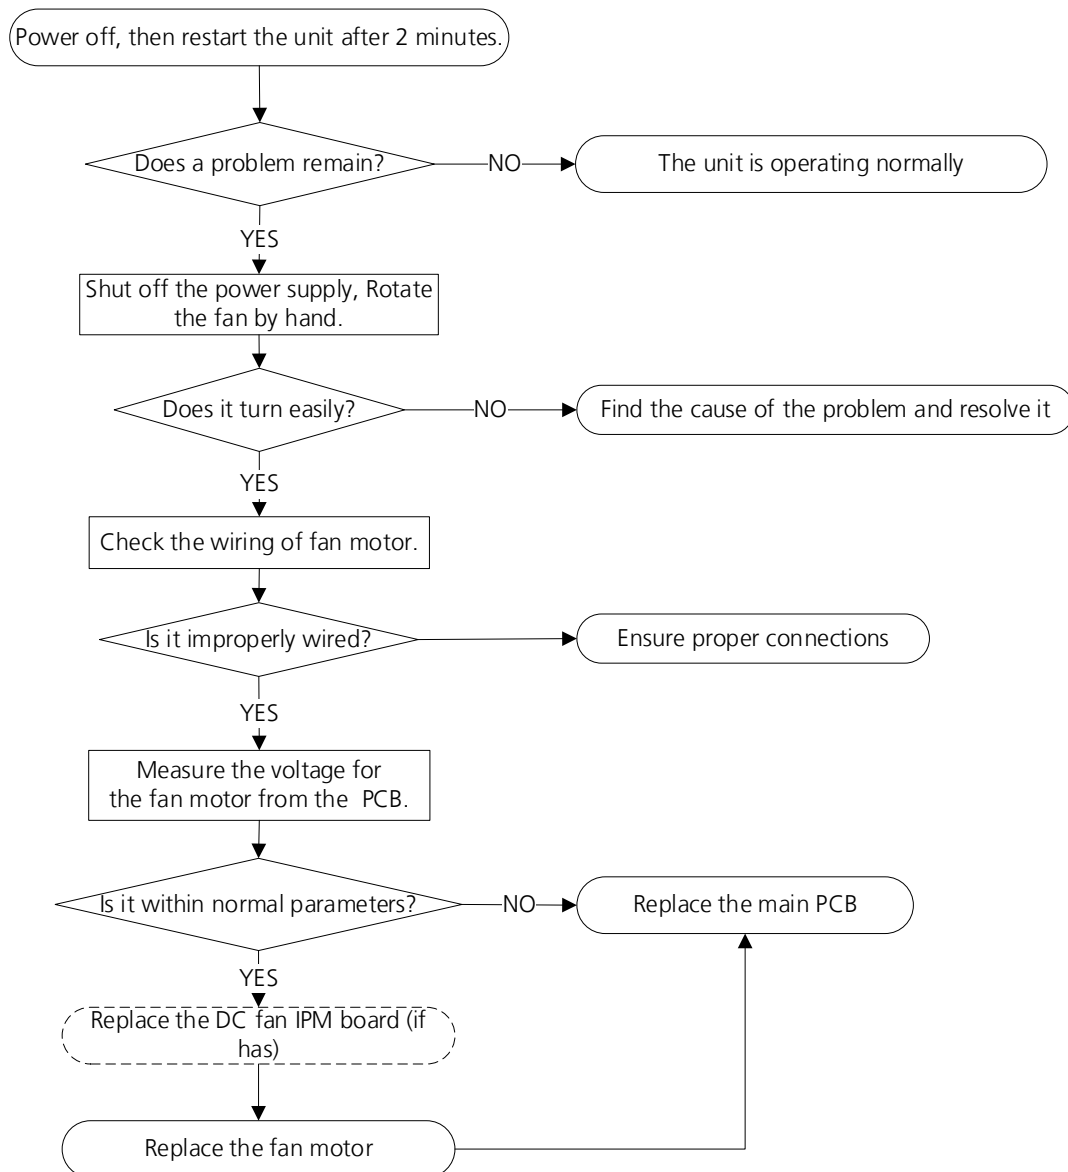 Power off, then restart the unit after 2 minutes.
Does a problem remain?
NO
The unit is operating normally
YES
Shut off the power supply, Rotate
the fan by hand.
Does it turn easily?
NO
Find the cause of the problem and resolve it
YES
Check the wiring of fan motor.
Is it improperly wired?
Ensure proper connections
YES
Measure the voltage for
the fan motor from the PCB.
Is it within normal parameters?
NO
Replace the main PCB
YES
Replace the DC fan IPM board (if
has)
Replace the fan motor